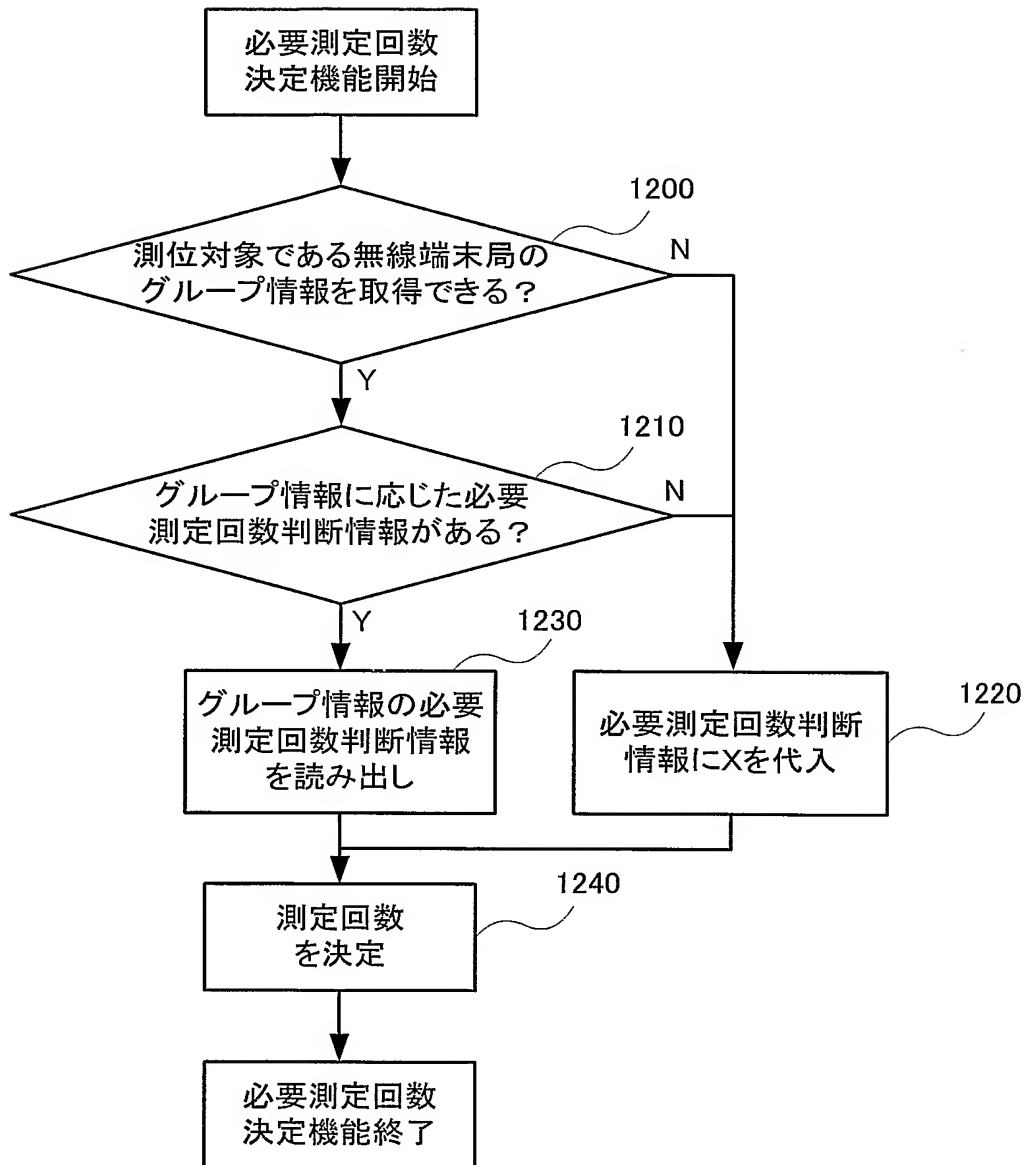 必要測定回数
決定機能開始
1200
測位対象である無線端末局の
グループ情報を取得できる？
N
Y
1210
グループ情報に応じた必要
測定回数判断情報がある？
N
Y
1230
グループ情報の必要
測定回数判断情報
を読み出し
1220
必要測定回数判断
情報にXを代入
1240
測定回数
を決定
必要測定回数
決定機能終了